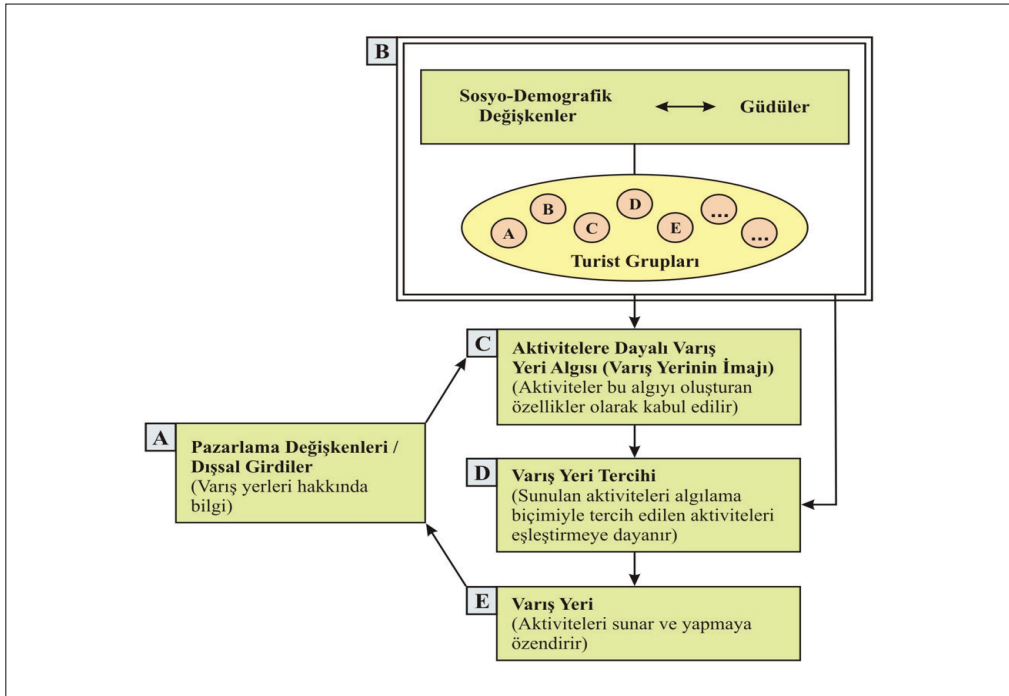 B
Sosyo-Demografik
Değişkenler
Güdüler
A
B
C
D
E
...
...
Turist Grupları
C
Aktivitelere Dayalı Varış
Yeri Algısı (Varış Yerinin İmajı)
(Aktiviteler bu algıyı oluşturan
özellikler olarak kabul edilir)
A
Pazarlama Değişkenleri /
Dışsal Girdiler
(Varış yerleri hakkında
bilgi)
D
Varış Yeri Tercihi
(Sunulan aktiviteleri algılama
biçimiyle tercih edilen aktiviteleri
eşleştirmeye dayanır)
E
Varış Yeri
(Aktiviteleri sunar ve yapmaya
özendirir)